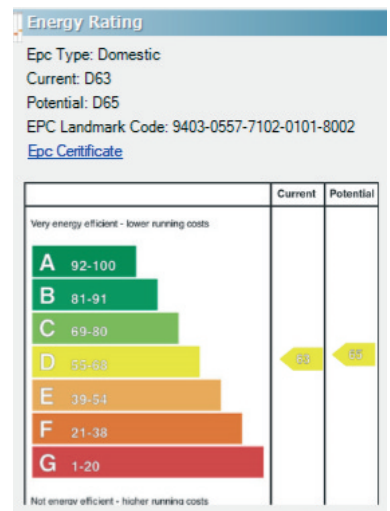 Energy Rating
Epc Type: Domestic
Current: D63
Potential: D65
EPC Landmark Code: 9403-0557-7102-0101-8002
Epc Certificate
Current Potential
Very energy efficient - lower running costs
A 92-100
B 81-91
C 69-80
D 55-68
63 65
E 39-54
F 21-38
G 1-20
Not energy efficient - higher running costs